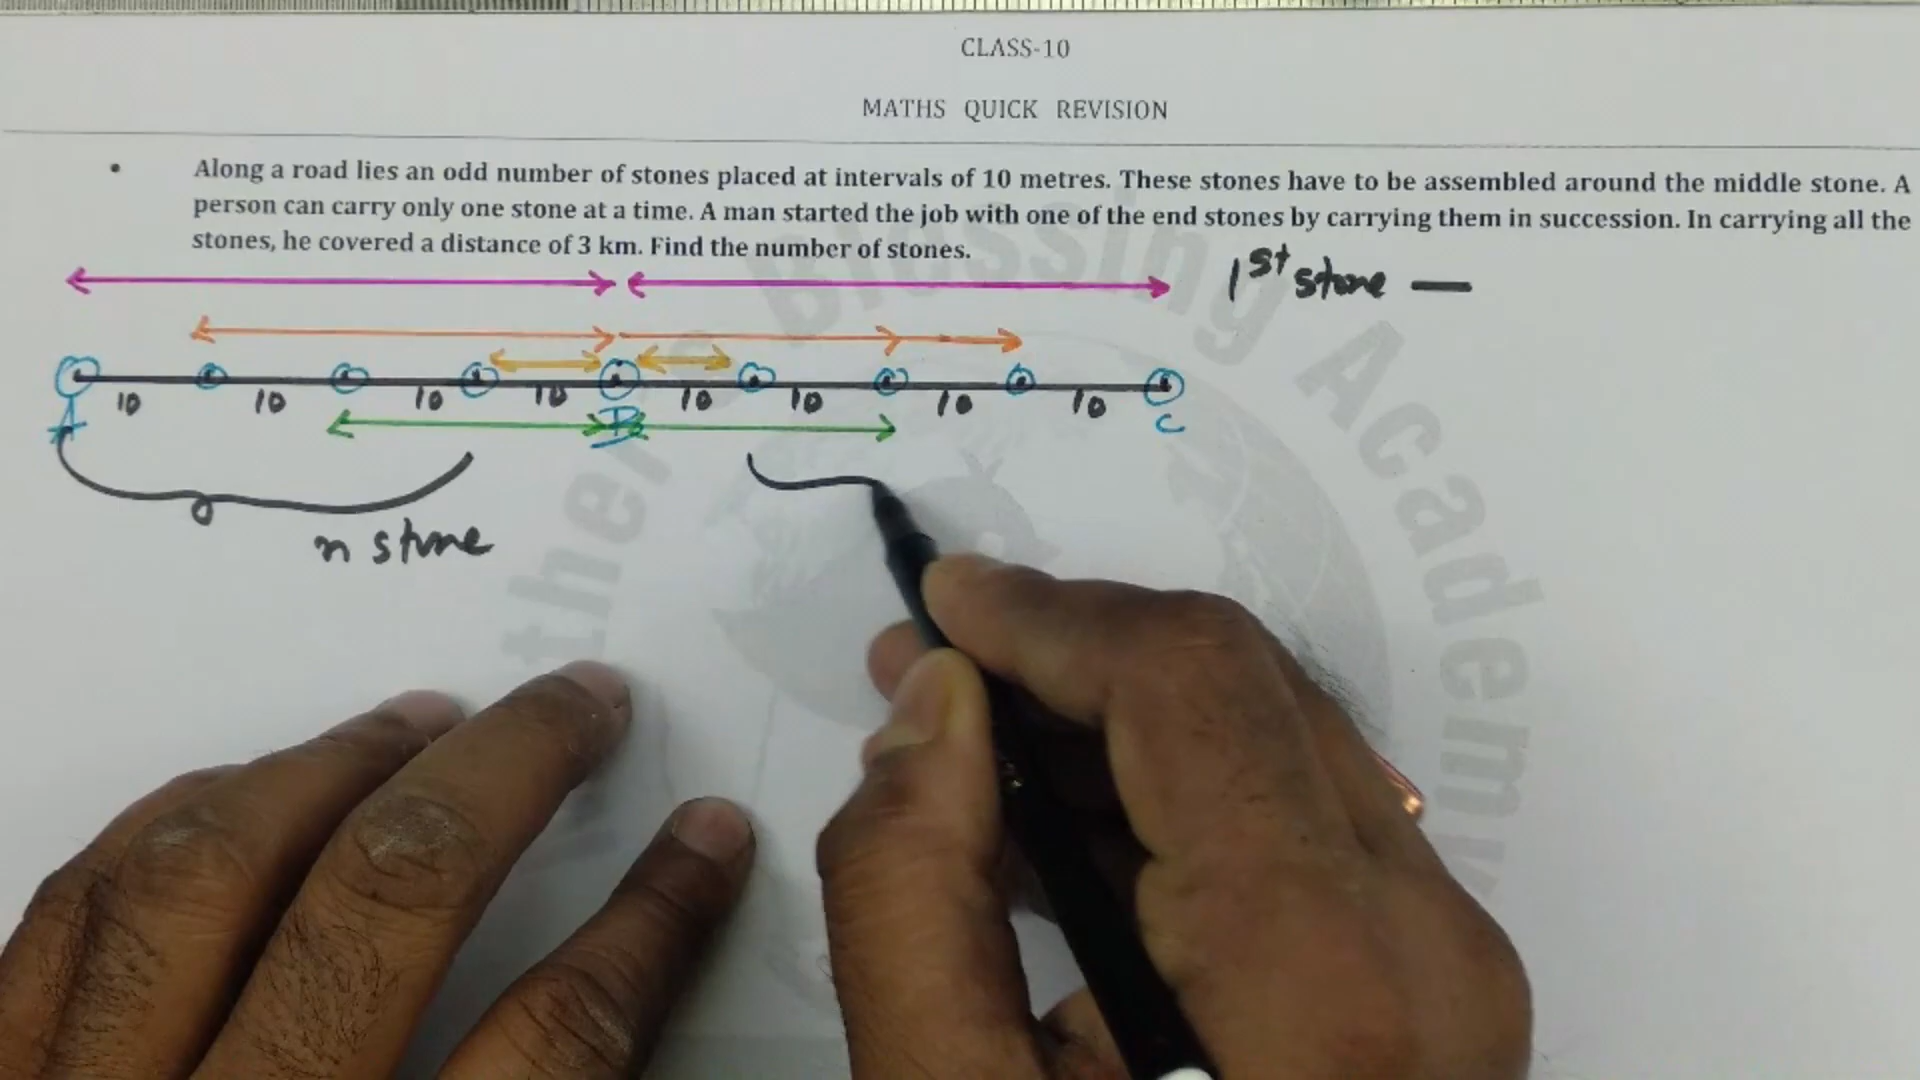 CLASS-10
MATHS QUICK REVISION
• Along a road lies an odd number of stones placed at intervals of 10 metres. These stones have to be assembled around the middle stone. A
person can carry only one stone at a time. A man started the job with one of the end stones by carrying them in succession. In carrying all the
stones, he covered a distance of 3 km. Find the number of stones.
1st stone —
10 10 10 10 10 10 10 10
A B C
n stone
Blessing Academy